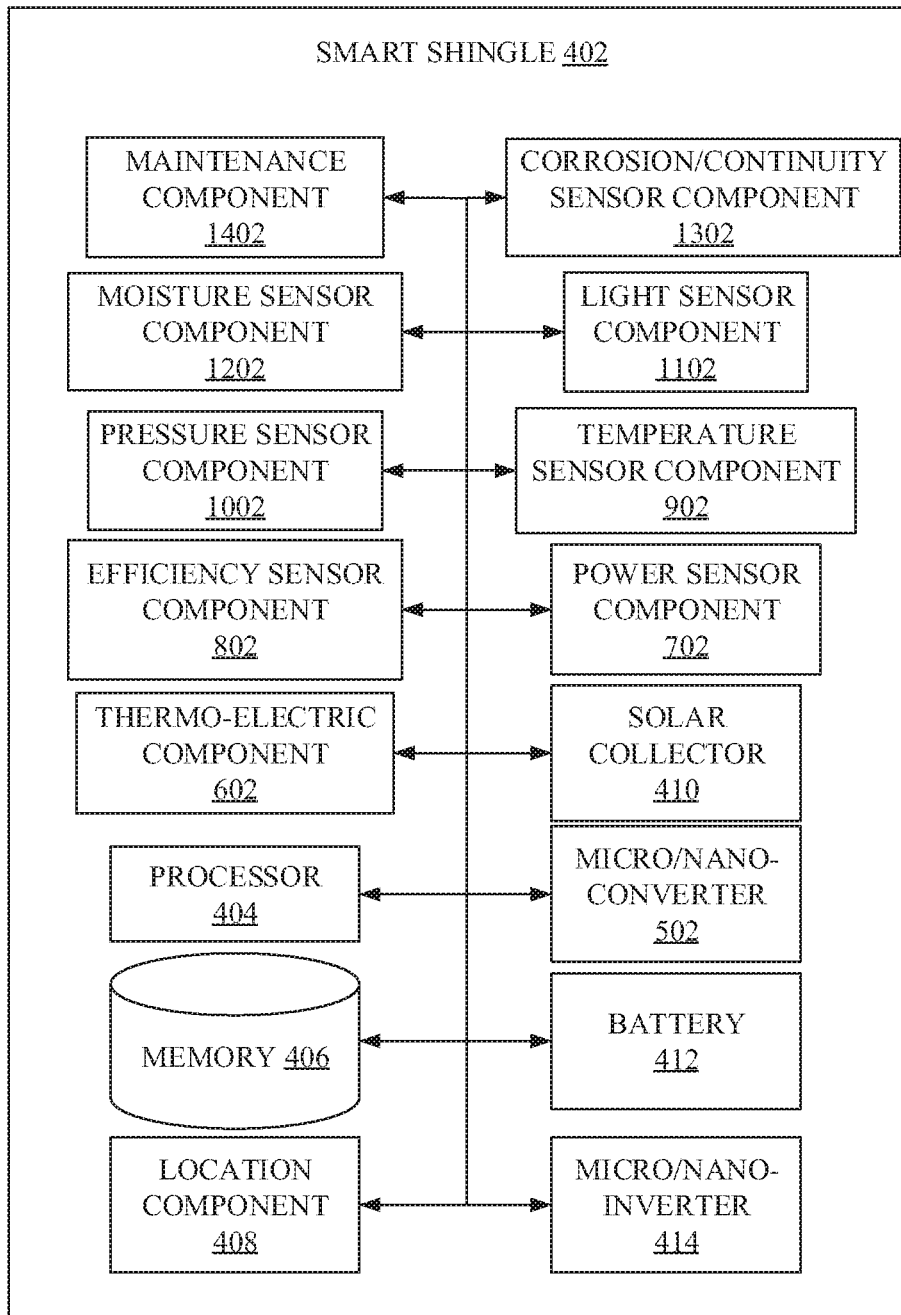 SMART SHINGLE 402
MAINTENANCE
COMPONENT
1402
CORROSION/CONTINUITY
SENSOR COMPONENT
1302
MOISTURE SENSOR
COMPONENT
1202
LIGHT SENSOR
COMPONENT
1102
PRESSURE SENSOR
COMPONENT
1002
TEMPERATURE
SENSOR COMPONENT
902
EFFICIENCY SENSOR
COMPONENT
802
POWER SENSOR
COMPONENT
702
THERMO-ELECTRIC
COMPONENT
602
SOLAR
COLLECTOR
410
PROCESSOR
404
MICRO/NANO-
CONVERTER
502
MEMORY 406
BATTERY
412
LOCATION
COMPONENT
408
MICRO/NANO-
INVERTER
414